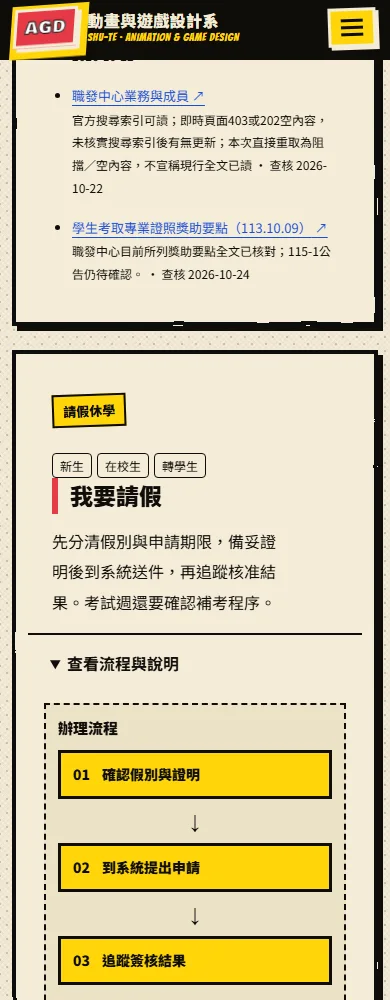 AGD
動畫與遊戲設計系
SHU-TE · ANIMATION & GAME DESIGN
職發中心業務與成員 ↗
官方搜尋索引可讀；即時頁面403或202空內容，
未核實搜尋索引後有無更新；本次直接重取為阻
擋／空內容，不宣稱現行全文已讀 · 查核 2026-
10-22
學生考取專業證照獎助要點（113.10.09） ↗
職發中心目前所列獎助要點全文已核對；115-1公
告仍待確認。 · 查核 2026-10-24
請假休學
新生 在校生 轉學生
我要請假
先分清假別與申請期限，備妥證
明後到系統送件，再追蹤核准結
果。考試週還要確認補考程序。
▼ 查看流程與說明
辦理流程
01 確認假別與證明
↓
02 到系統提出申請
↓
03 追蹤簽核結果